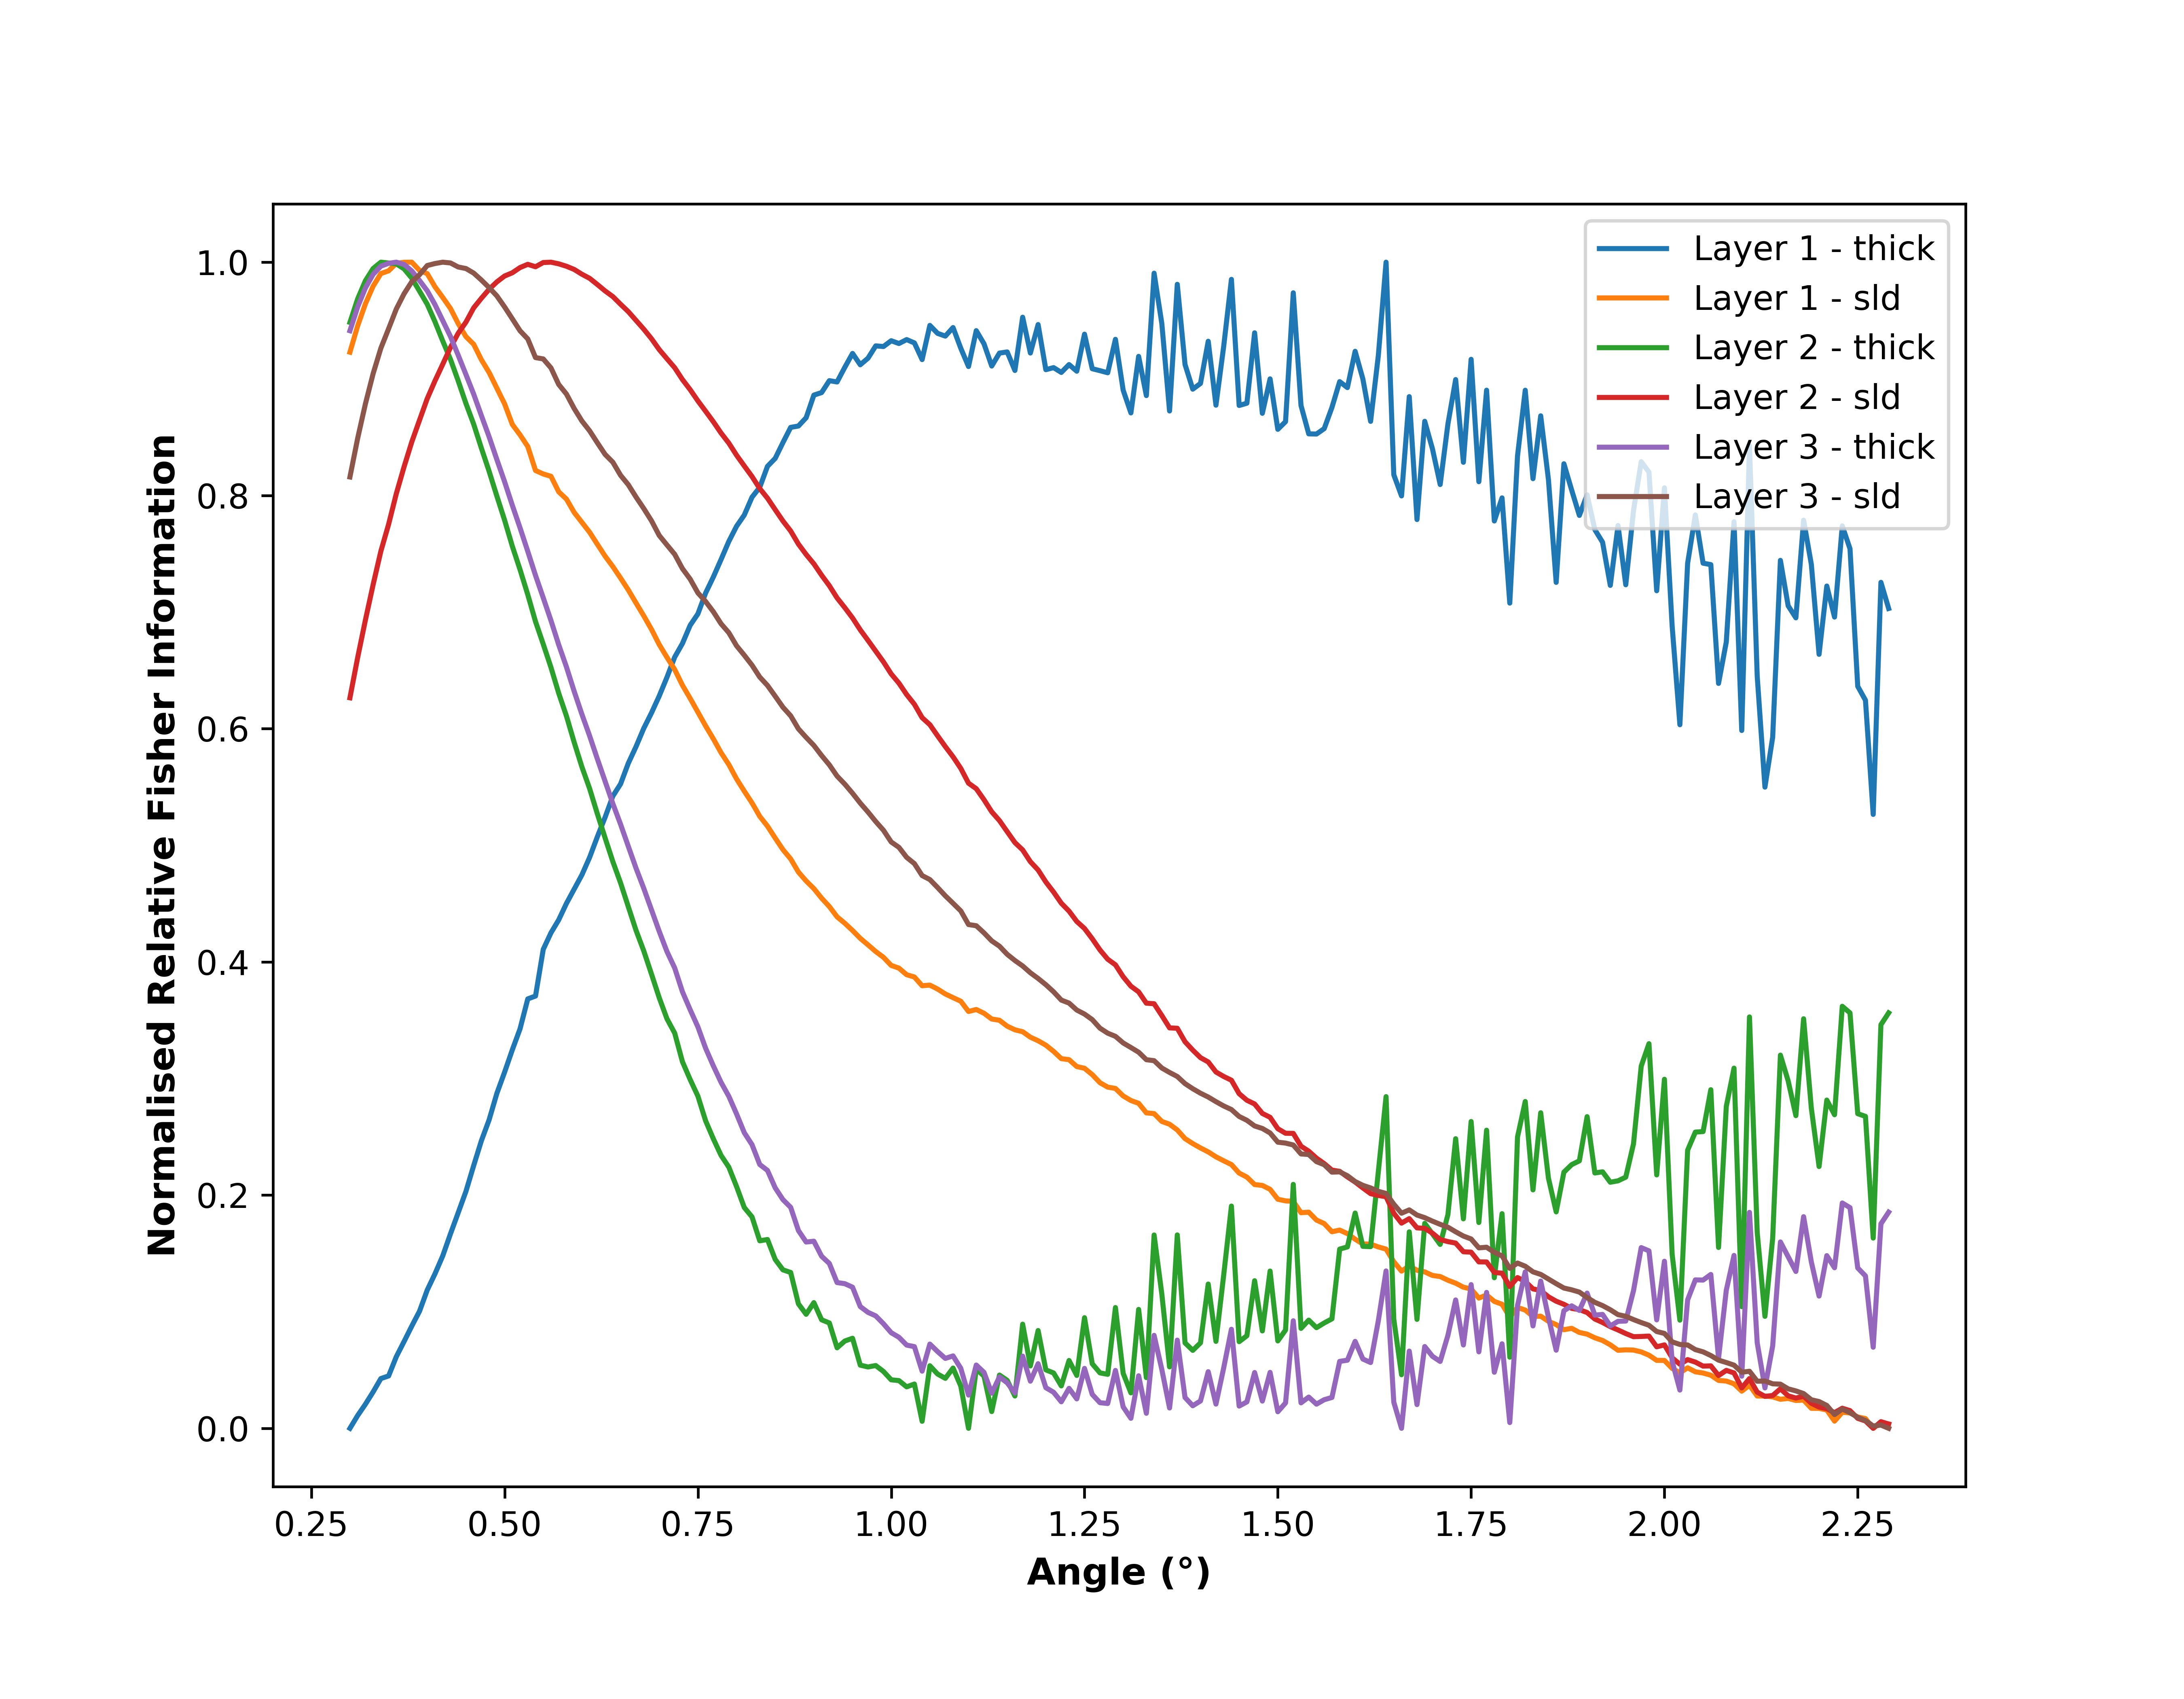 Normalised Relative Fisher Information
1.0
0.8
0.6
0.4
0.2
0.0
Layer 1 - thick
Layer 1 - sld
Layer 2 - thick
Layer 2 - sld
Layer 3 - thick
Layer 3 - sld
0.25 0.50 0.75 1.00 1.25 1.50 1.75 2.00 2.25
Angle (°)